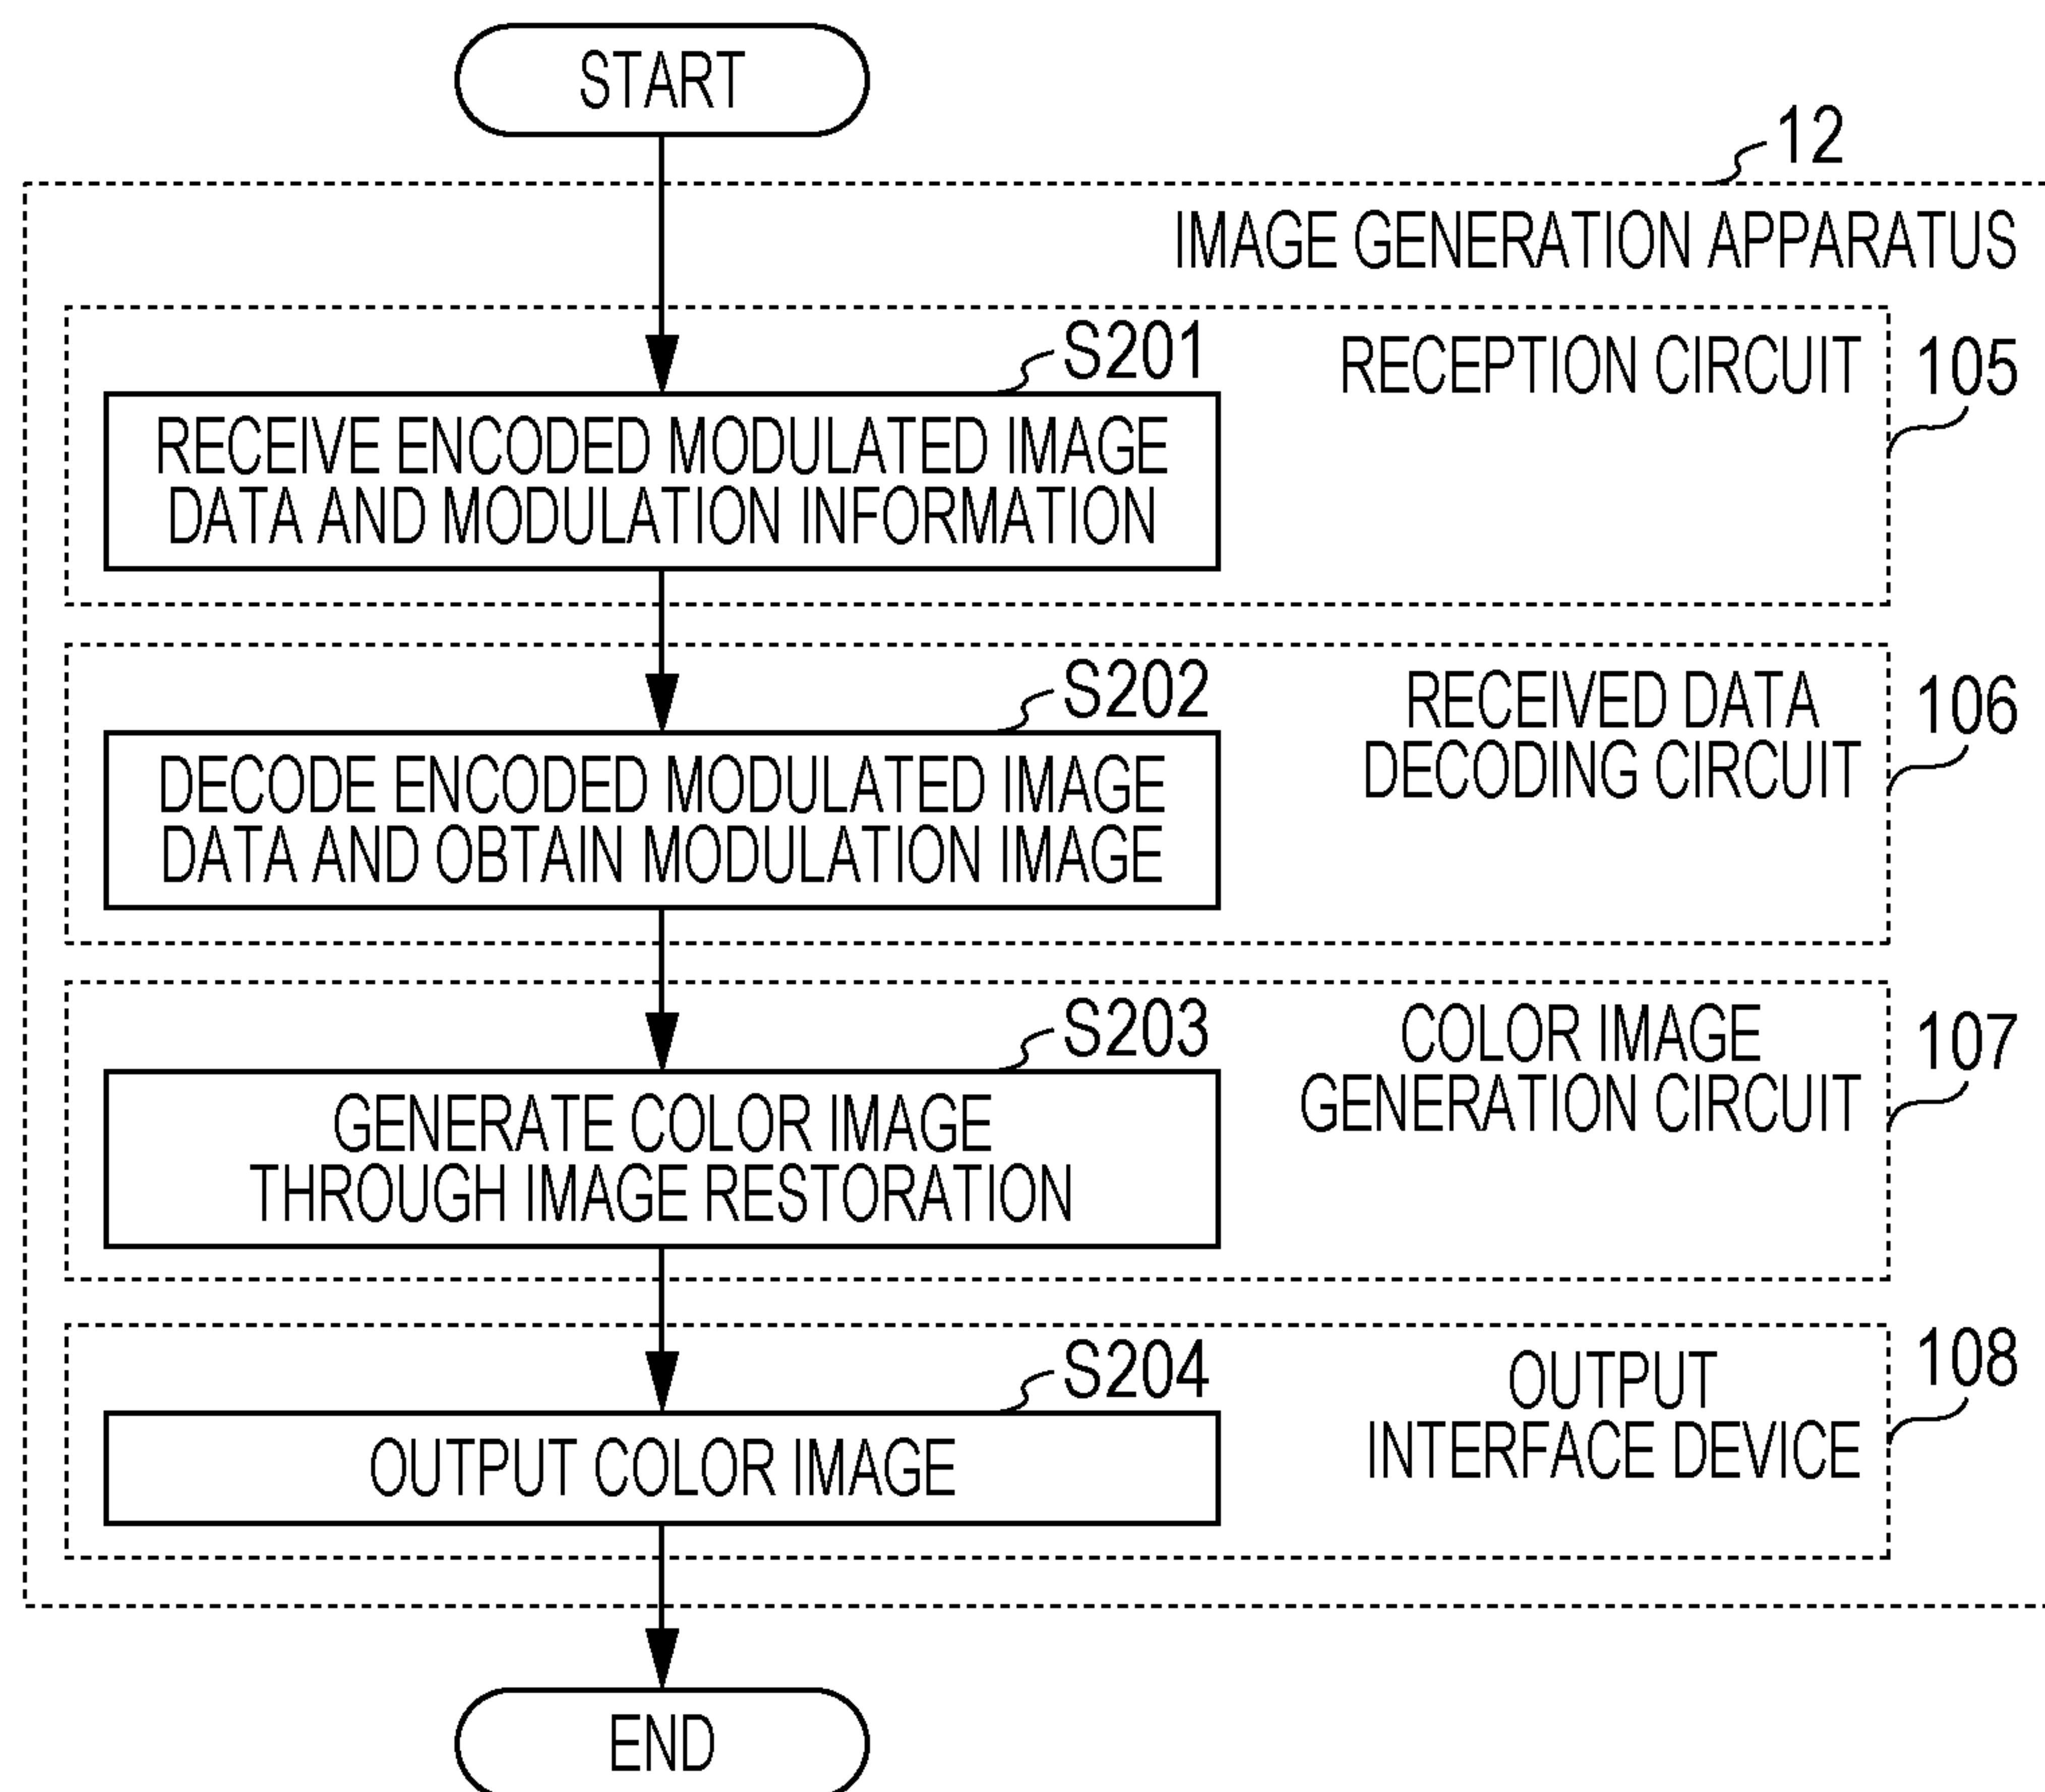 START
12
IMAGE GENERATION APPARATUS
S201
RECEPTION CIRCUIT
105
RECEIVE ENCODED MODULATED IMAGE
DATA AND MODULATION INFORMATION
S202
RECEIVED DATA
DECODING CIRCUIT
106
DECODE ENCODED MODULATED IMAGE
DATA AND OBTAIN MODULATION IMAGE
S203
COLOR IMAGE
GENERATION CIRCUIT
107
GENERATE COLOR IMAGE
THROUGH IMAGE RESTORATION
S204
OUTPUT
INTERFACE DEVICE
108
OUTPUT COLOR IMAGE
END